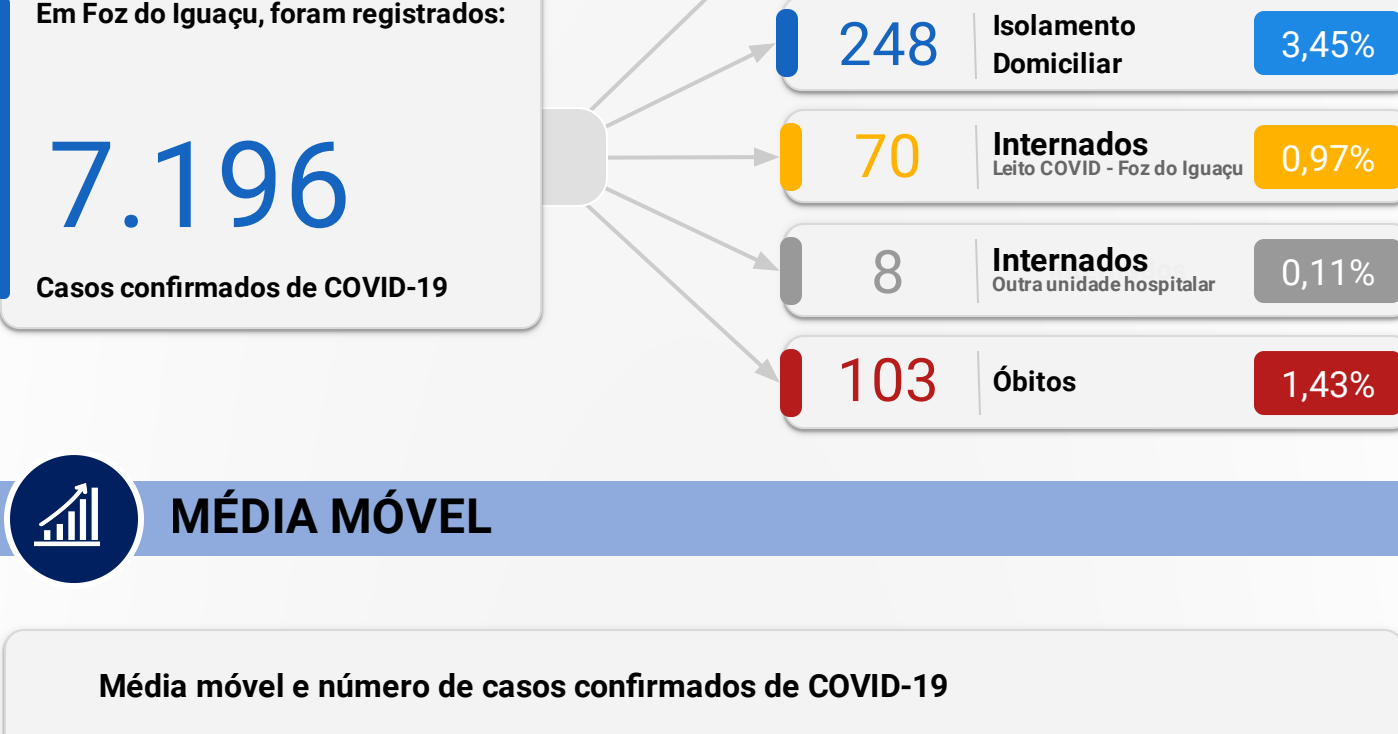 Em Foz do Iguaçu, foram registrados:
7.196
Casos confirmados de COVID-19
248
Isolamento
Domiciliar
3,45%
70
Internados
Leito COVID - Foz do Iguaçu
0,97%
8
Internados
Outra unidade hospitalar
0,11%
103
Óbitos
1,43%
MÉDIA MÓVEL
Média móvel e número de casos confirmados de COVID-19